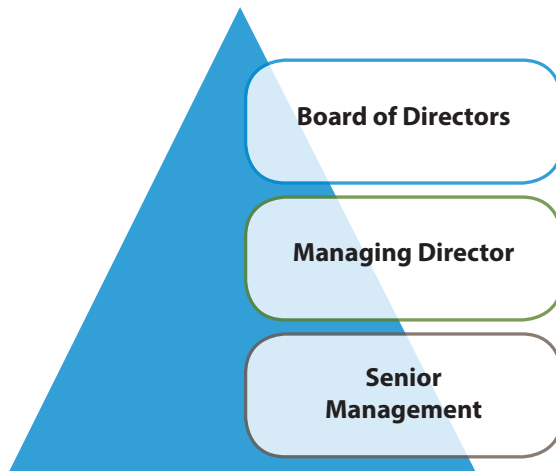 Board of Directors
Managing Director
Senior
Management